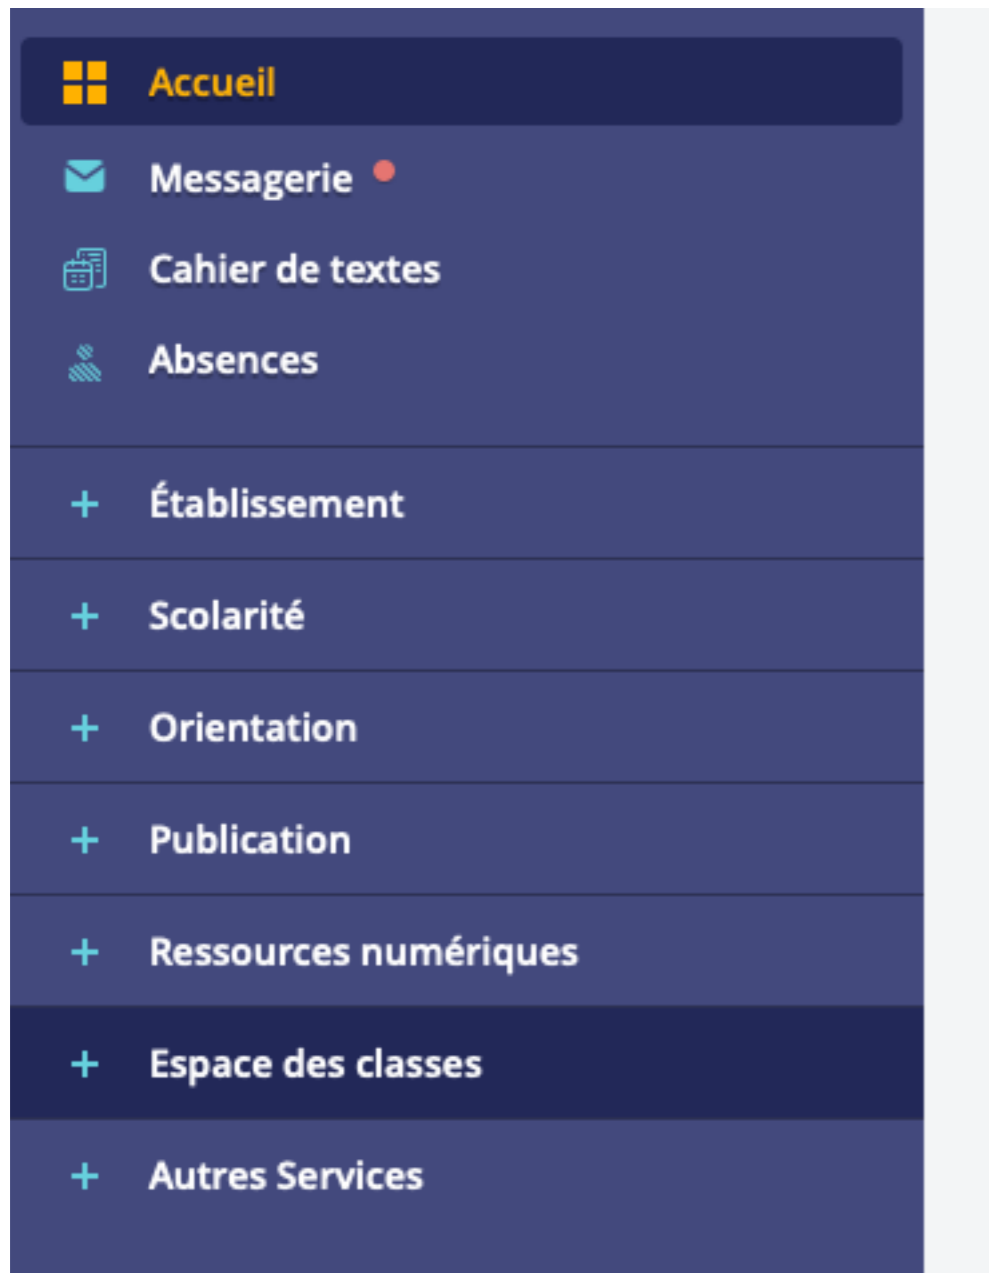 Accueil
Messagerie
Cahier de textes
Absences
Établissement
Scolarité
Orientation
Publication
Ressources numériques
Espace des classes
Autres Services